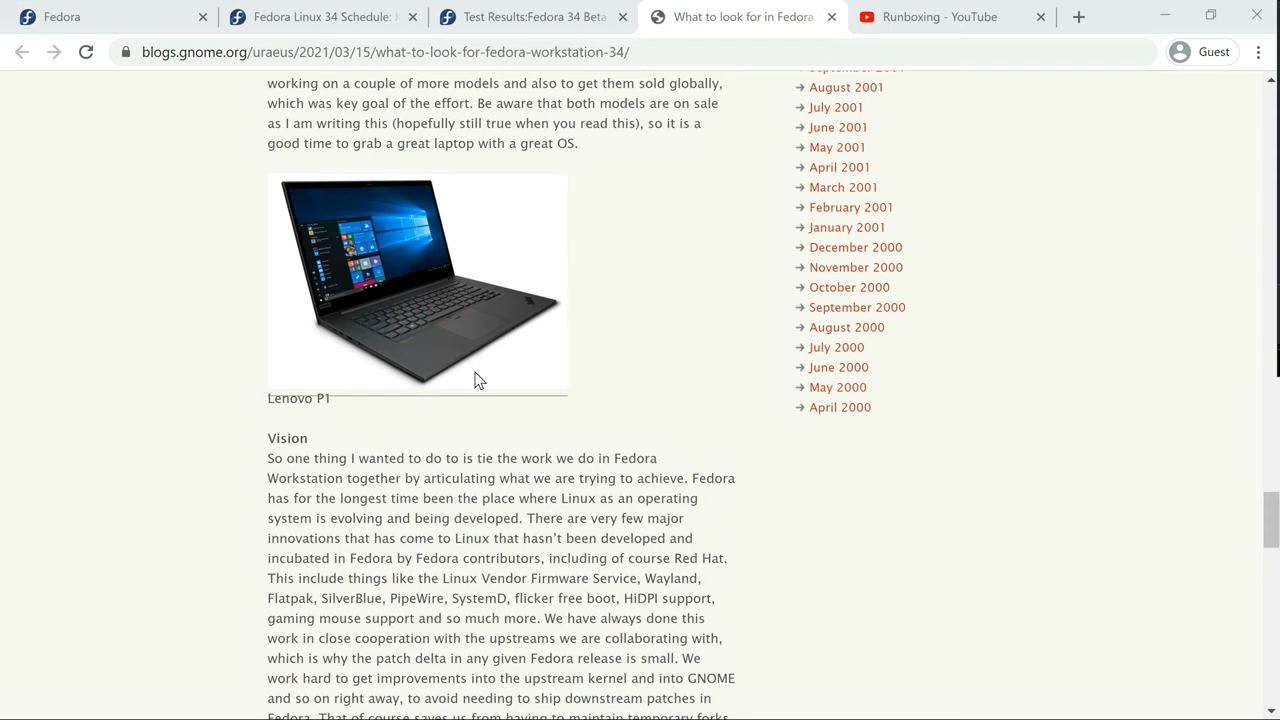 Fedora
Fedora Linux 34 Schedule: K
Test Results:Fedora 34 Beta
What to look for in Fedora
Runboxing - YouTube
blogs.gnome.org/uraeus/2021/03/15/what-to-look-for-fedora-workstation-34/
Guest
working on a couple of more models and also to get them sold globally,
which was key goal of the effort. Be aware that both models are on sale
as I am writing this (hopefully still true when you read this), so it is a
good time to grab a great laptop with a great OS.
Lenovo P1
Vision
So one thing I wanted to do to is tie the work we do in Fedora
Workstation together by articulating what we are trying to achieve. Fedora
has for the longest time been the place where Linux as an operating
system is evolving and being developed. There are very few major
innovations that has come to Linux that hasn't been developed and
incubated in Fedora by Fedora contributors, including of course Red Hat.
This include things like the Linux Vendor Firmware Service, Wayland,
Flatpak, SilverBlue, PipeWire, SystemD, flicker free boot, HiDPI support,
gaming mouse support and so much more. We have always done this
work in close cooperation with the upstreams we are collaborating with,
which is why the patch delta in any given Fedora release is small. We
work hard to get improvements into the upstream kernel and into GNOME
and so on right away, to avoid needing to ship downstream patches in
Fedora. That of course saves us from having to maintain temporary forks
August 2001
July 2001
June 2001
May 2001
April 2001
March 2001
February 2001
January 2001
December 2000
November 2000
October 2000
September 2000
August 2000
July 2000
June 2000
May 2000
April 2000